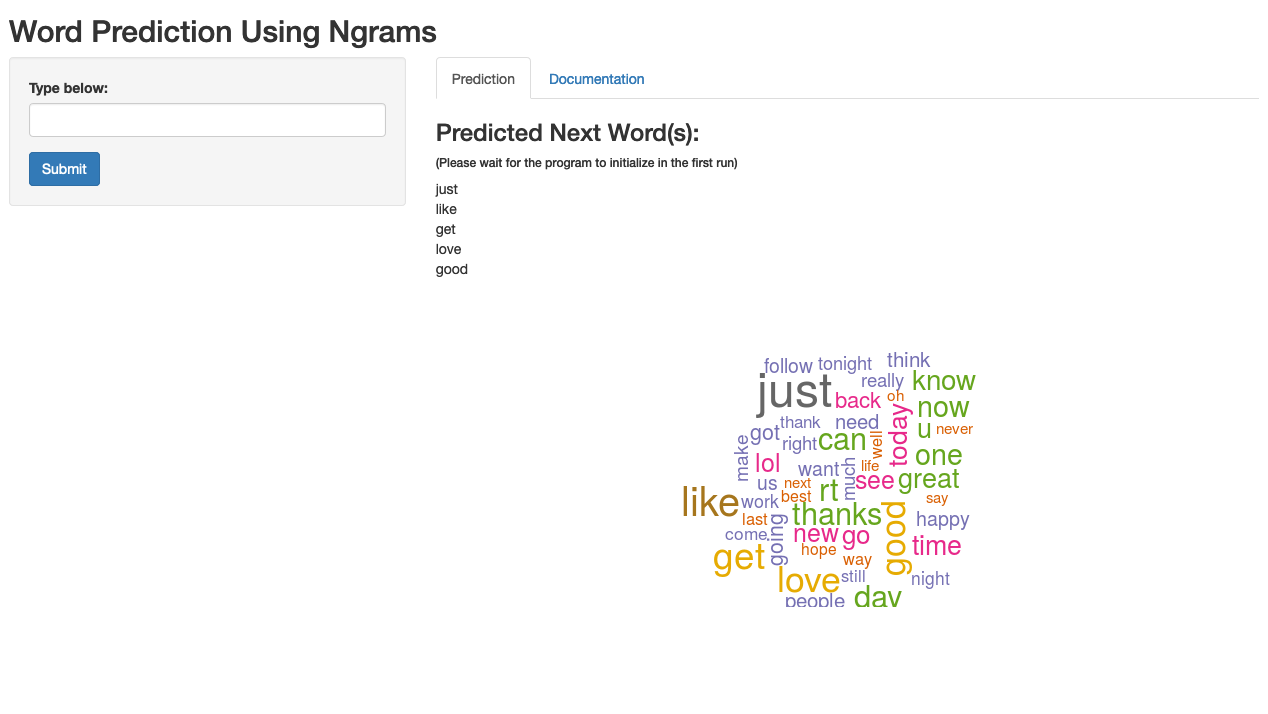 Word Prediction Using Ngrams
Type below:
Submit
Prediction
Documentation
Predicted Next Word(s):
(Please wait for the program to initialize in the first run)
just
like
get
love
good
follow
tonight
think
just
really
know
back
oh
now
thank
need
today
u
never
got
right
can
well
one
make
lol
want
much
life
see
great
us
next
rt
like
work
best
say
last
thanks
good
happy
come
going
new
go
time
get
hope
way
love
still
night
people
day